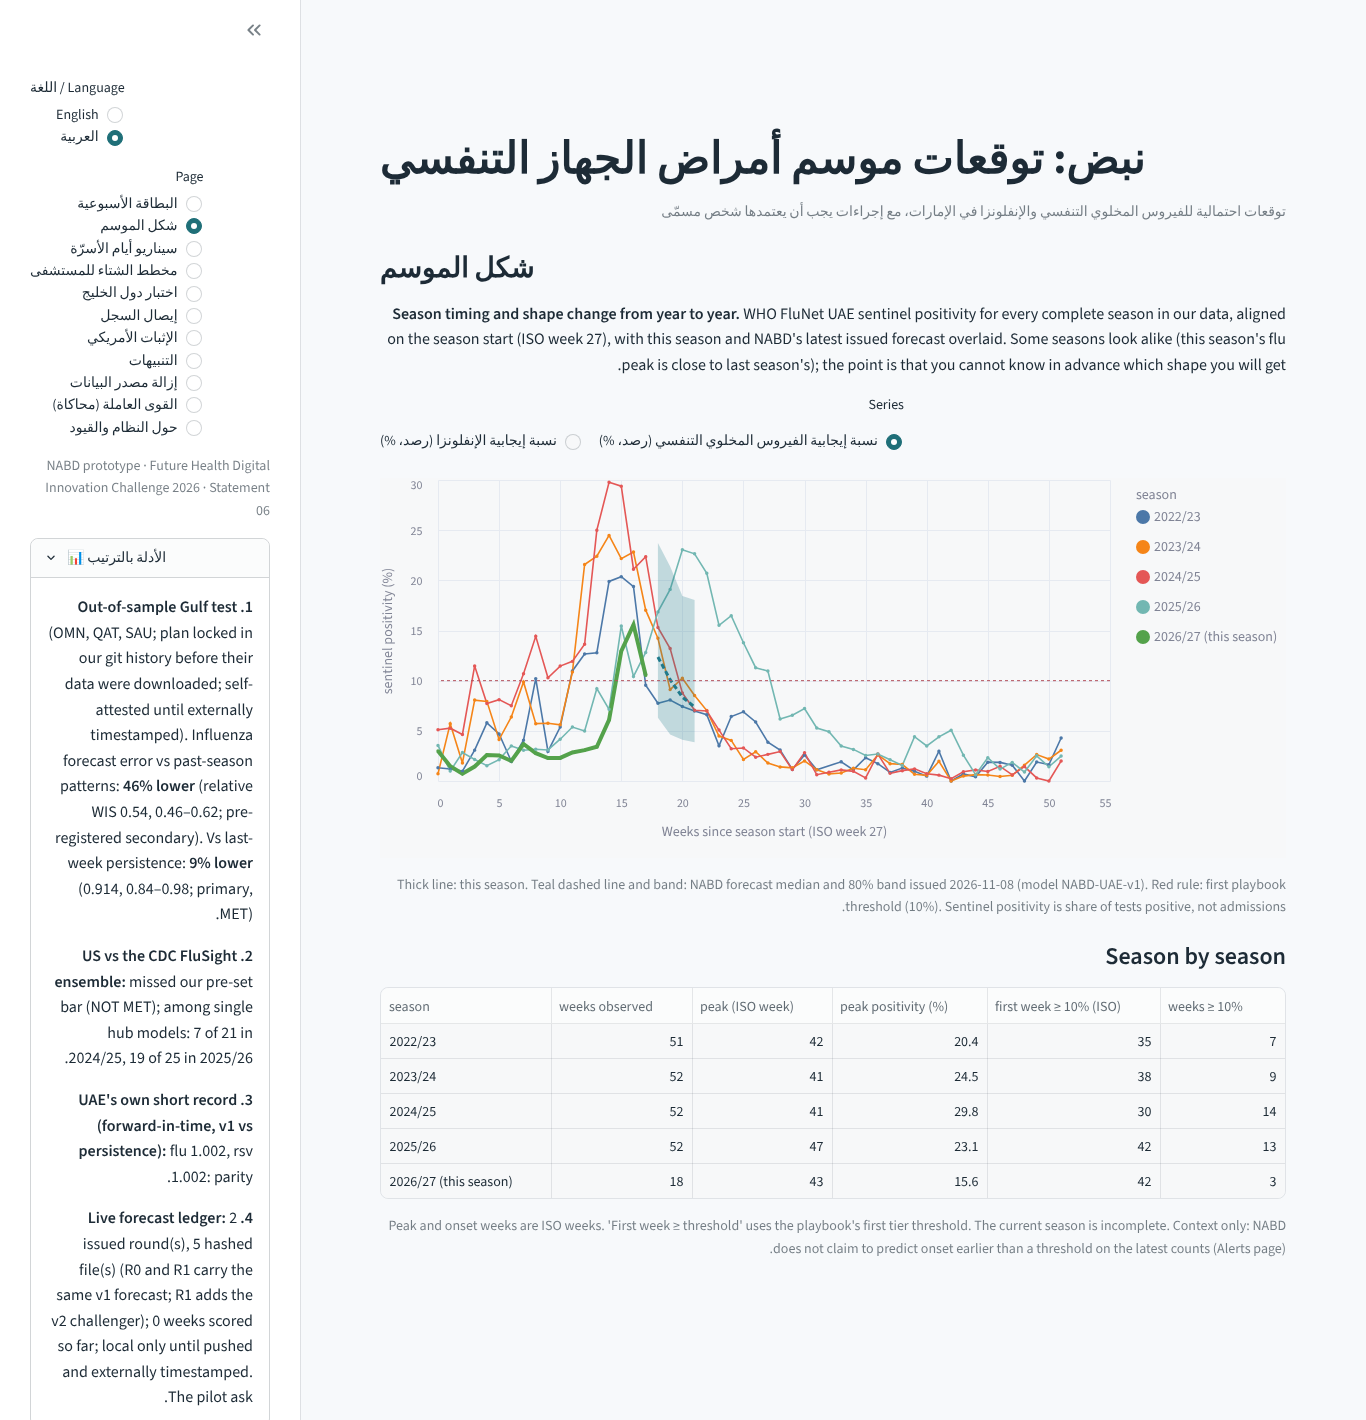 اللغة / Language
English
العربية
Page
البطاقة الأسبوعية
شكل الموسم
سيناريو أيام الأسرّة
مخطط الشتاء للمستشفى
اختبار دول الخليج
إيصال السجل
الإثبات الأمريكي
التنبيهات
إزالة مصدر البيانات
القوى العاملة (محاكاة)
حول النظام والقيود
NABD prototype · Future Health Digital
Innovation Challenge 2026 · Statement
06
📊 الأدلة بالترتيب
1. Out-of-sample Gulf test
(OMN, QAT, SAU; plan locked in
our git history before their
data were downloaded; self-
attested until externally
timestamped). Influenza
forecast error vs past-season
patterns: 46% lower (relative
WIS 0.54, 0.46–0.62; pre-
registered secondary). Vs last-
week persistence: 9% lower
(0.914, 0.84–0.98; primary,
MET).
2. US vs the CDC FluSight
ensemble: missed our pre-set
bar (NOT MET); among single
hub models: 7 of 21 in
2024/25, 19 of 25 in 2025/26.
3. UAE's own short record
(forward-in-time, v1 vs
persistence): flu 1.002, rsv
1.002: parity.
4. Live forecast ledger: 2
issued round(s), 5 hashed
file(s) (R0 and R1 carry the
same v1 forecast; R1 adds the
v2 challenger); 0 weeks scored
so far; local only until pushed
and externally timestamped.
The pilot ask.
نبض: توقعات موسم أمراض الجهاز التنفسي
توقعات احتمالية للفيروس المخلوي التنفسي والإنفلونزا في الإمارات، مع إجراءات يجب أن يعتمدها شخص مسمّى
شكل الموسم
Season timing and shape change from year to year. WHO FluNet UAE sentinel positivity for every complete season in our data, aligned
on the season start (ISO week 27), with this season and NABD's latest issued forecast overlaid. Some seasons look alike (this season's flu
peak is close to last season's); the point is that you cannot know in advance which shape you will get.
Series
نسبة إيجابية الفيروس المخلوي التنفسي (رصد، %)
نسبة إيجابية الإنفلونزا (رصد، %)
sentinel positivity (%)
30
25
20
15
10
5
0
0 5 10 15 20 25 30 35 40 45 50 55
Weeks since season start (ISO week 27)
season
2022/23
2023/24
2024/25
2025/26
2026/27 (this season)
Thick line: this season. Teal dashed line and band: NABD forecast median and 80% band issued 2026-11-08 (model NABD-UAE-v1). Red rule: first playbook
threshold (10%). Sentinel positivity is share of tests positive, not admissions.
Season by season
season weeks observed peak (ISO week) peak positivity (%) first week ≥ 10% (ISO) weeks ≥ 10%
2022/23 51 42 20.4 35 7
2023/24 52 41 24.5 38 9
2024/25 52 41 29.8 30 14
2025/26 52 47 23.1 42 13
2026/27 (this season) 18 43 15.6 42 3
Peak and onset weeks are ISO weeks. 'First week ≥ threshold' uses the playbook's first tier threshold. The current season is incomplete. Context only: NABD
does not claim to predict onset earlier than a threshold on the latest counts (Alerts page).